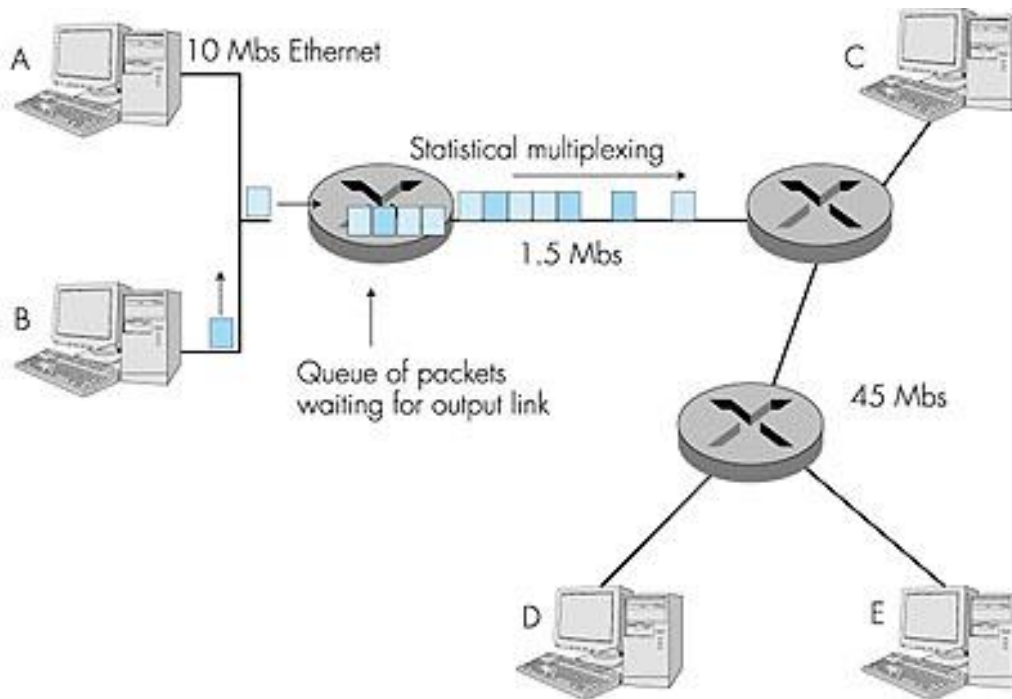 A
10 Mbs Ethernet
C
Statistical multiplexing
1.5 Mbs
B
Queue of packets
waiting for output link
45 Mbs
D
E